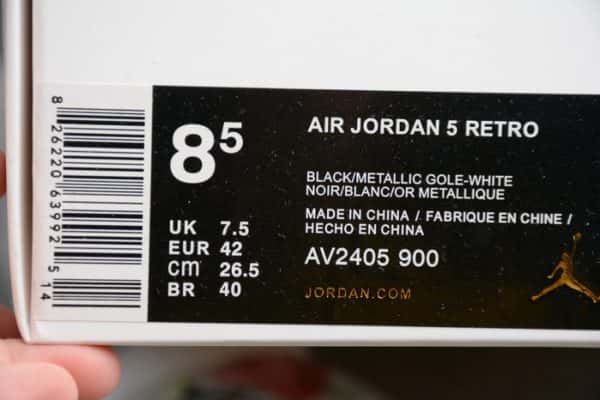 8 26220 63992 5 14
8⁵
UK 7.5
EUR 42
CM 26.5
BR 40
AIR JORDAN 5 RETRO
BLACK/METALLIC GOLE-WHITE
NOIR/BLANC/OR METALLIQUE
MADE IN CHINA / FABRIQUE EN CHINE /
HECHO EN CHINA
AV2405 900
JORDAN.COM